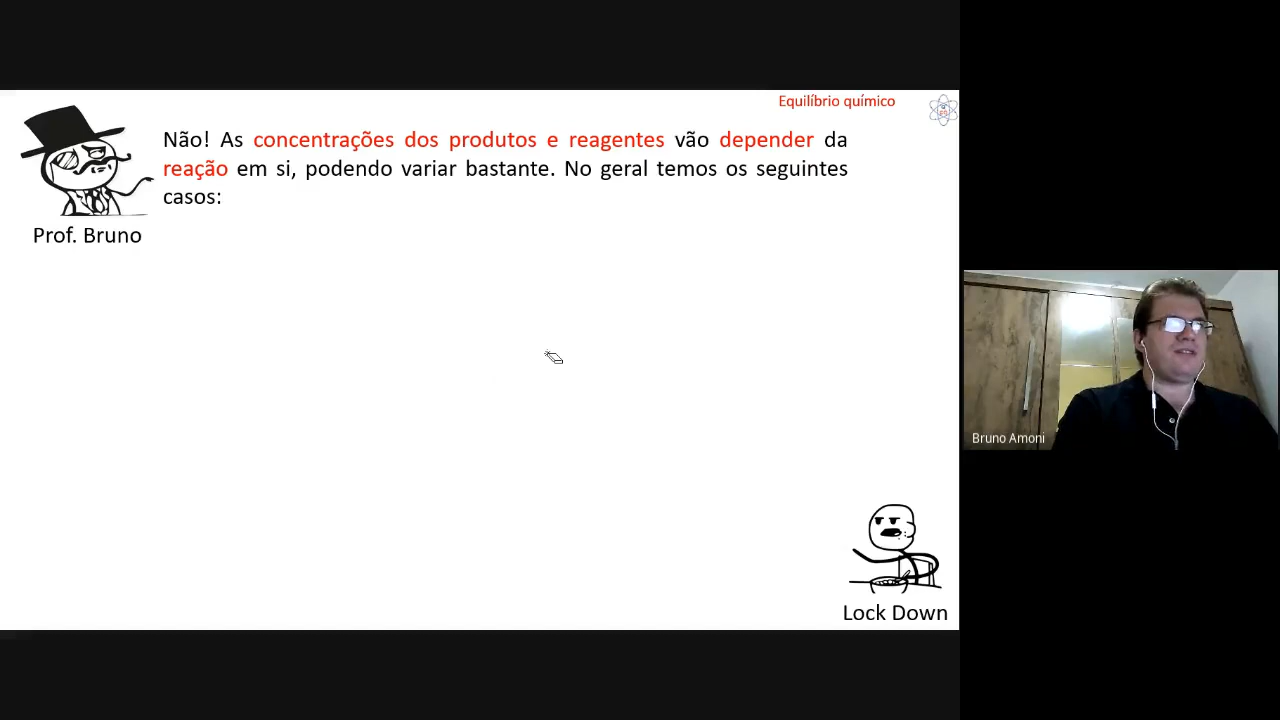 Equilíbrio químico
Não! As concentrações dos produtos e reagentes vão depender da
reação em si, podendo variar bastante. No geral temos os seguintes
casos:
Prof. Bruno
Bruno Amoni
Lock Down